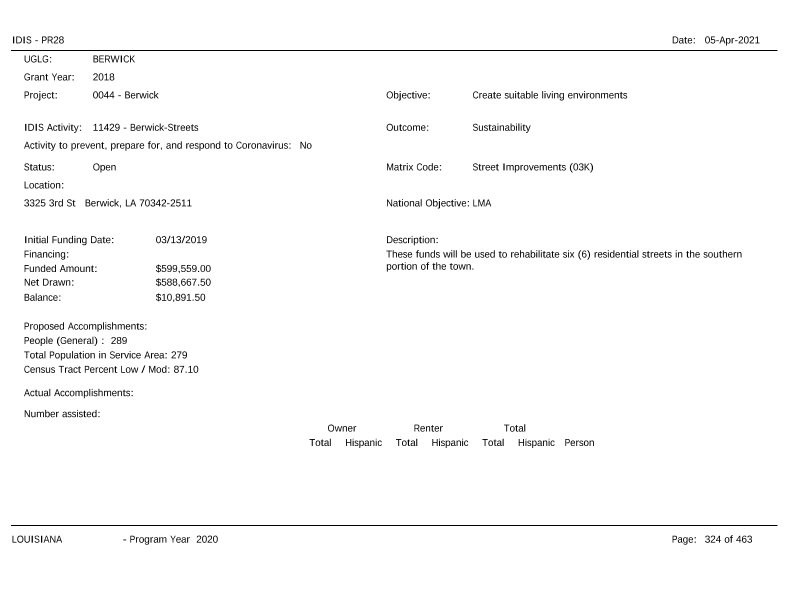 IDIS - PR28 Date: 05-Apr-2021
UGLG: BERWICK
Grant Year: 2018
Project: 0044 - Berwick Objective: Create suitable living environments
IDIS Activity: 11429 - Berwick-Streets Outcome: Sustainability
Activity to prevent, prepare for, and respond to Coronavirus: No
Status: Open Matrix Code: Street Improvements (03K)
Location:
3325 3rd St Berwick, LA 70342-2511 National Objective: LMA
Initial Funding Date: 03/13/2019 Description:
Financing: These funds will be used to rehabilitate six (6) residential streets in the southern
Funded Amount: $599,559.00 portion of the town.
Net Drawn: $588,667.50
Balance: $10,891.50
Proposed Accomplishments:
People (General) : 289
Total Population in Service Area: 279
Census Tract Percent Low / Mod: 87.10
Actual Accomplishments:
Number assisted:
Owner Renter Total
Total Hispanic Total Hispanic Total Hispanic Person
LOUISIANA - Program Year 2020 Page: 324 of 463